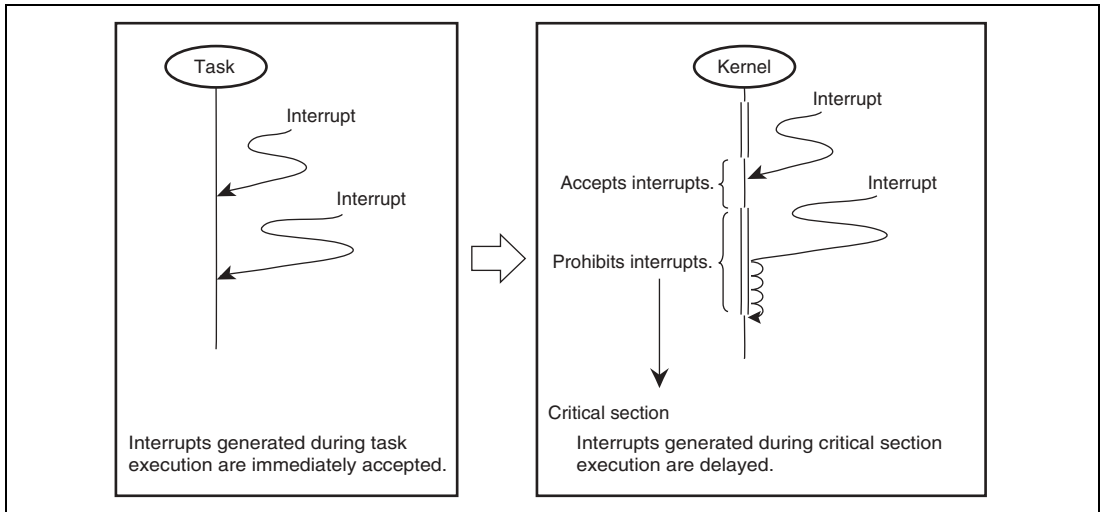 Task
Interrupt
Interrupt
Interrupts generated during task
execution are immediately accepted.
Kernel
Interrupt
Accepts interrupts.
Interrupt
Prohibits interrupts.
Critical section
Interrupts generated during critical section
execution are delayed.